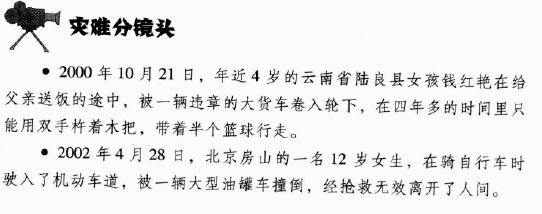 灾难分镜头
● 2000 年 10 月 21 日，年近 4 岁的云南省陆良县女孩钱红艳在给
父亲送饭的途中，被一辆违章的大货车卷入轮下，在四年多的时间里只
能用双手杵着木把，带着半个篮球行走。
● 2002 年 4 月 28 日，北京房山的一名 12 岁女生，在骑自行车时
驶入了机动车道，被一辆大型油罐车撞倒，经抢救无效离开了人间。